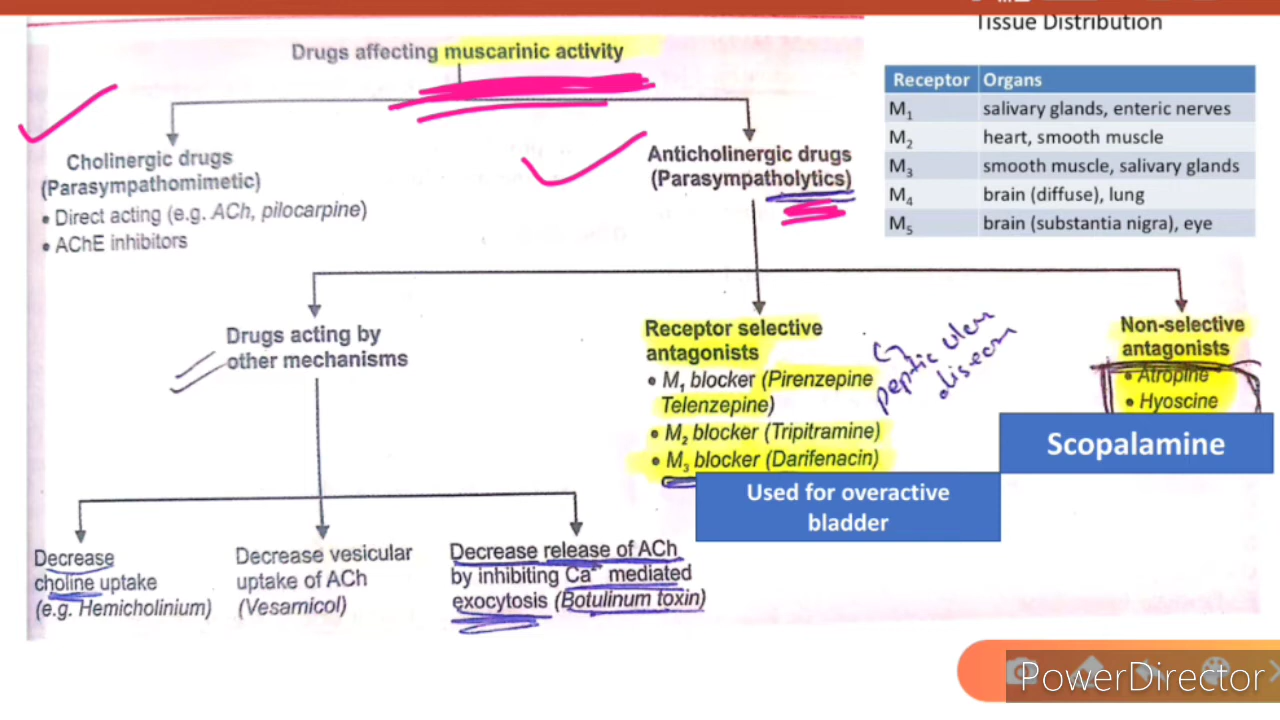 Tissue Distribution
Drugs affecting muscarinic activity
Receptor Organs
M₁ salivary glands, enteric nerves
M₂ heart, smooth muscle
M₃ smooth muscle, salivary glands
M₄ brain (diffuse), lung
M₅ brain (substantia nigra), eye
Cholinergic drugs
(Parasympathomimetic)
• Direct acting (e.g. ACh, pilocarpine)
• AChE inhibitors
Anticholinergic drugs
(Parasympatholytics)
Drugs acting by
other mechanisms
Receptor selective
antagonists
• M₁ blocker (Pirenzepine
Telenzepine)
• M₂ blocker (Tripitramine)
• M₃ blocker (Darifenacin)
peptic ulcer
disease
Used for overactive
bladder
Non-selective
antagonists
• Atropine
• Hyoscine
Scopalamine
Decrease
choline uptake
(e.g. Hemicholinium)
Decrease vesicular
uptake of ACh
(Vesamicol)
Decrease release of ACh
by inhibiting Ca²⁺ mediated
exocytosis (Botulinum toxin)
PowerDirector